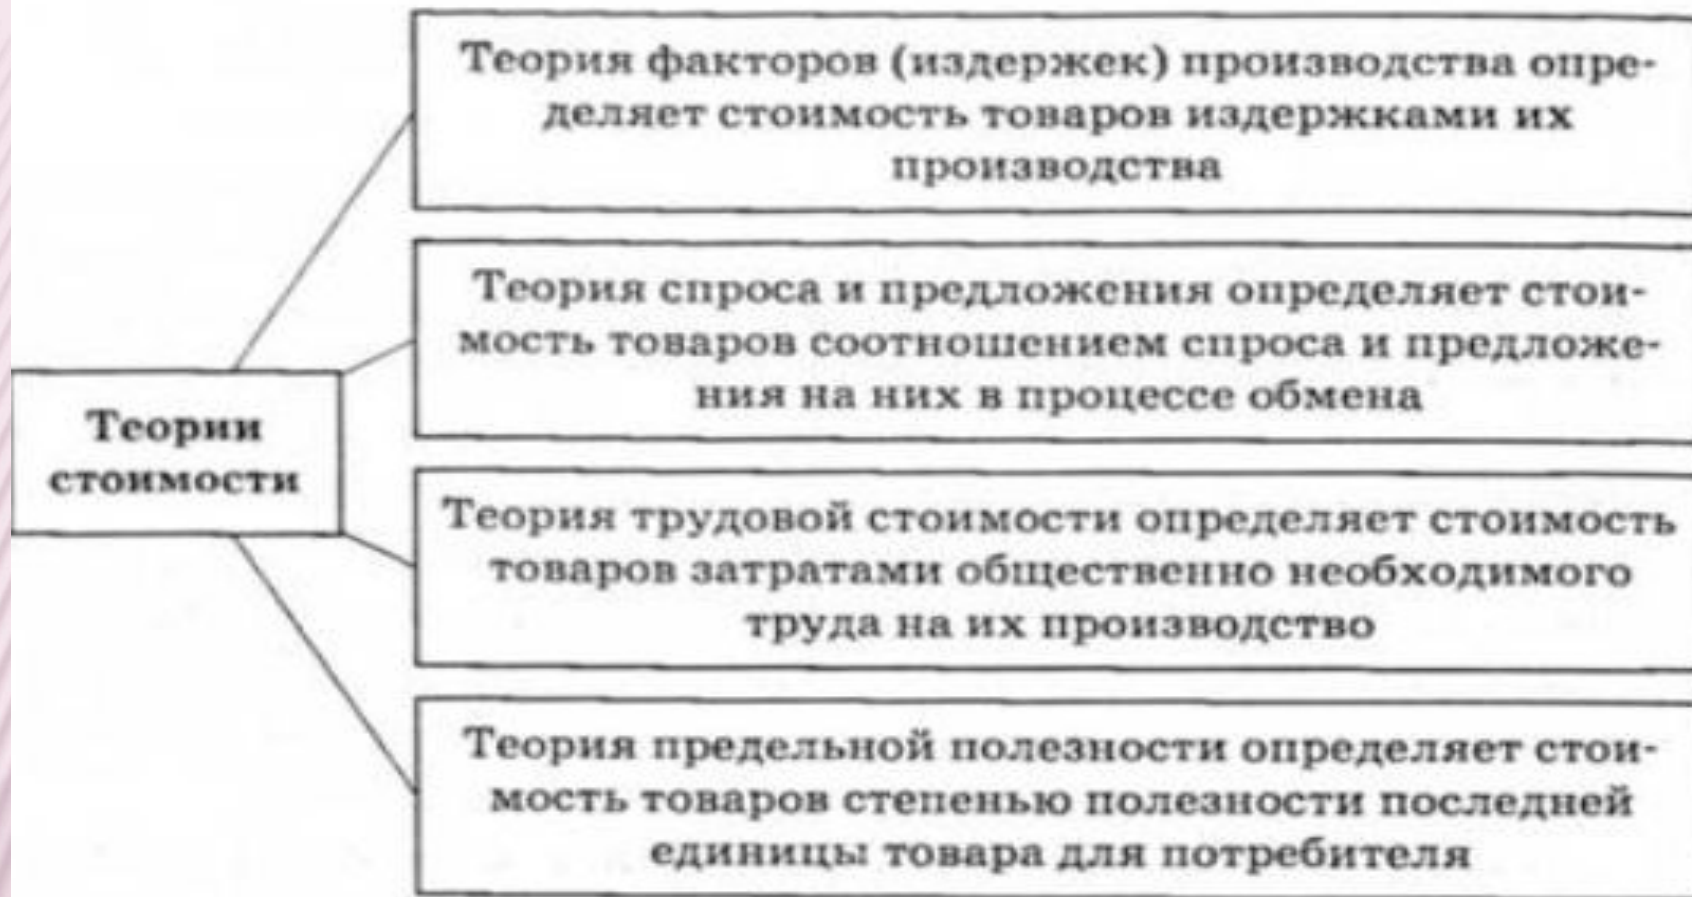 Теория факторов (издержек) производства опре-
деляет стоимость товаров издержками их
производства
Теория спроса и предложения определяет стои-
мость товаров соотношением спроса и предложе-
ния на них в процессе обмена
Теории
стоимости
Теория трудовой стоимости определяет стоимость
товаров затратами общественно необходимого
труда на их производство
Теория предельной полезности определяет стои-
мость товаров степенью полезности последней
единицы товара для потребителя